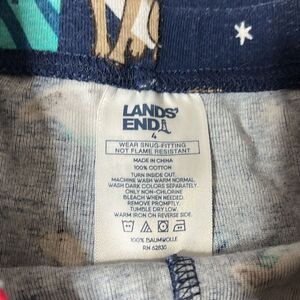 LANDS'
END
4
WEAR SNUG-FITTING
NOT FLAME RESISTANT
MADE IN CHINA
100% COTTON
TURN INSIDE OUT.
MACHINE WASH WARM NORMAL.
WASH DARK COLORS SEPARATELY.
ONLY NON-CHLORINE
BLEACH WHEN NEEDED.
REMOVE PROMPTLY.
TUMBLE DRY LOW.
WARM IRON ON REVERSE SIDE.
100% BAUMWOLLE
RN 62830